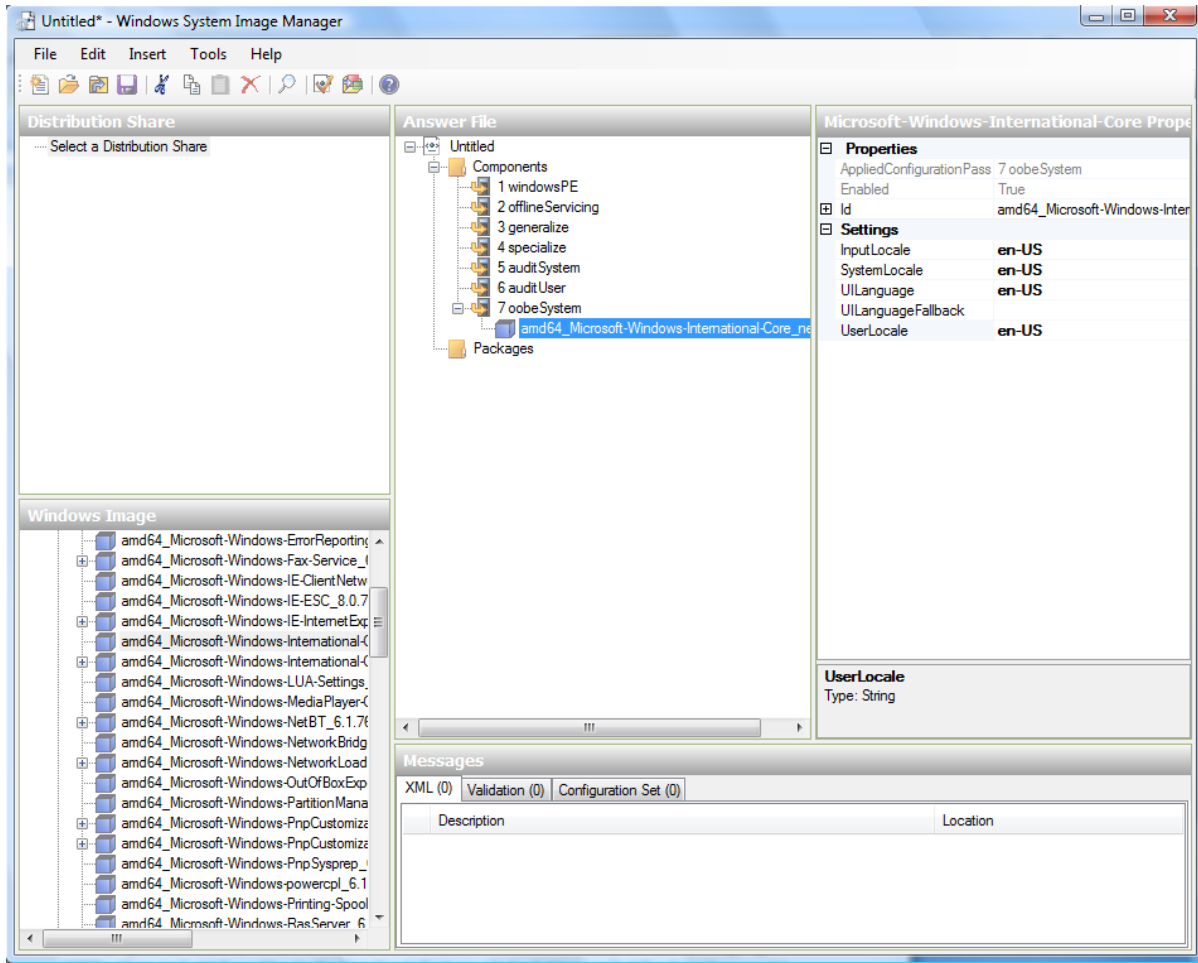 Untitled* - Windows System Image Manager
File Edit Insert Tools Help
Distribution Share
Select a Distribution Share
Windows Image
amd64_Microsoft-Windows-ErrorReporting
amd64_Microsoft-Windows-Fax-Service_
amd64_Microsoft-Windows-IE-ClientNetw
amd64_Microsoft-Windows-IE-ESC_8.0.7
amd64_Microsoft-Windows-IE-InternetExp
amd64_Microsoft-Windows-International-C
amd64_Microsoft-Windows-International-C
amd64_Microsoft-Windows-LUA-Settings_
amd64_Microsoft-Windows-MediaPlayer-C
amd64_Microsoft-Windows-NetBT_6.1.76
amd64_Microsoft-Windows-NetworkBridg
amd64_Microsoft-Windows-NetworkLoad
amd64_Microsoft-Windows-OutOfBoxExp
amd64_Microsoft-Windows-PartitionMana
amd64_Microsoft-Windows-PnpCustomiza
amd64_Microsoft-Windows-PnpCustomiza
amd64_Microsoft-Windows-PnpSysprep_
amd64_Microsoft-Windows-powercpl_6.1
amd64_Microsoft-Windows-Printing-Spool
amd64_Microsoft-Windows-RasServer_6
Answer File
Untitled
Components
1 windowsPE
2 offlineServicing
3 generalize
4 specialize
5 auditSystem
6 auditUser
7 oobeSystem
amd64_Microsoft-Windows-International-Core_ne
Packages
Microsoft-Windows-International-Core Prope
Properties
AppliedConfigurationPass 7 oobeSystem
Enabled True
Id amd64_Microsoft-Windows-Inter
Settings
InputLocale en-US
SystemLocale en-US
UILanguage en-US
UILanguageFallback
UserLocale en-US
UserLocale
Type: String
Messages
XML (0) Validation (0) Configuration Set (0)
Description Location